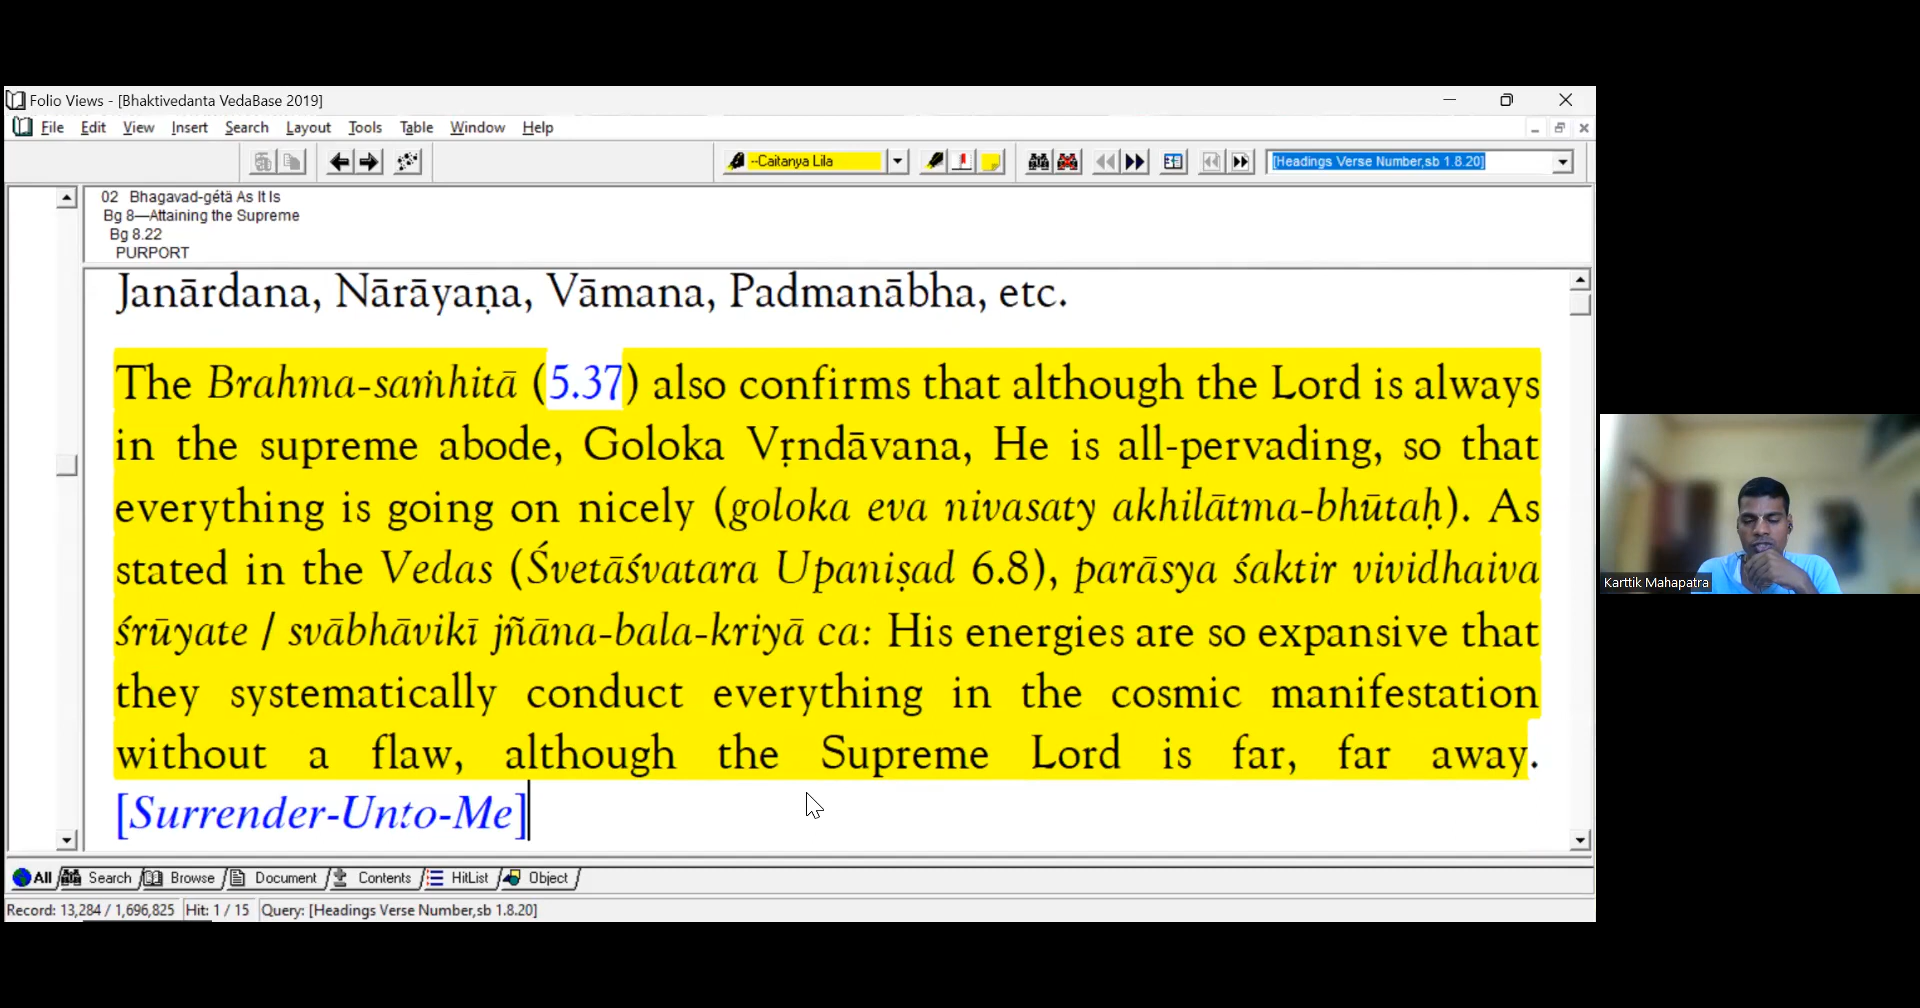 Folio Views - [Bhaktivedanta VedaBase 2019]
File Edit View Insert Search Layout Tools Table Window Help
--Caitanya Lila
[Headings Verse Number,sb 1.8.20]
02 Bhagavad-gétä As It Is
Bg 8—Attaining the Supreme
Bg 8.22
PURPORT
Janārdana, Nārāyaṇa, Vāmana, Padmanābha, etc.
The Brahma-saṁhitā (5.37) also confirms that although the Lord is always
in the supreme abode, Goloka Vṛndāvana, He is all-pervading, so that
everything is going on nicely (goloka eva nivasaty akhilātma-bhūtaḥ). As
stated in the Vedas (Śvetāśvatara Upaniṣad 6.8), parāsya śaktir vividhaiva
śrūyate / svābhāvikī jñāna-bala-kriyā ca: His energies are so expansive that
they systematically conduct everything in the cosmic manifestation
without a flaw, although the Supreme Lord is far, far away.
[Surrender-Unto-Me]
Karttik Mahapatra
All Search Browse Document Contents HitList Object
Record: 13,284 / 1,696,825 Hit: 1 / 15 Query: [Headings Verse Number,sb 1.8.20]